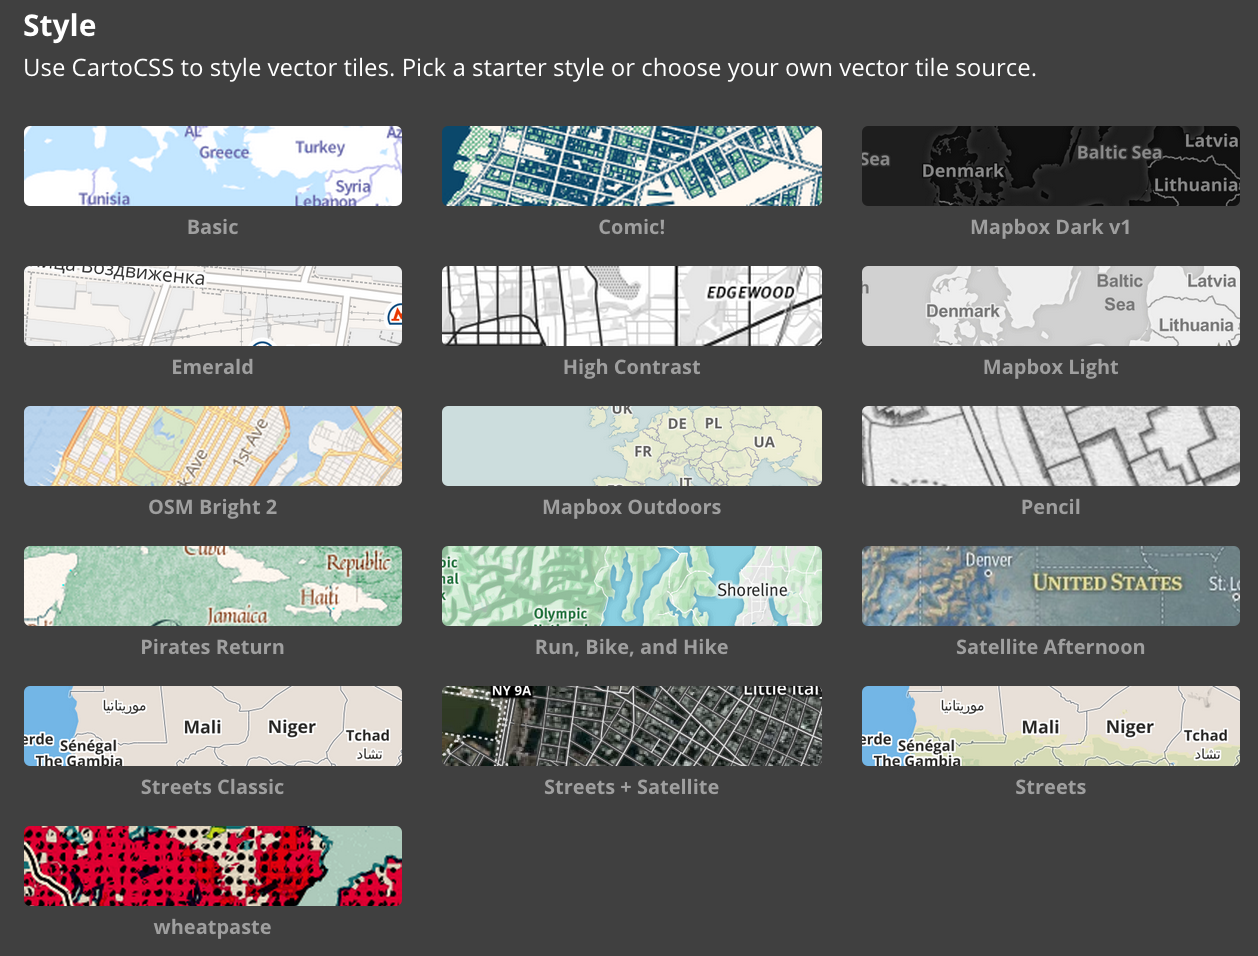 Style
Use CartoCSS to style vector tiles. Pick a starter style or choose your own vector tile source.
AL
Greece
Turkey
Syria
Tunisia
Lebanon
Basic
Comic!
Sea
Denmark
Baltic Sea
Latvia
Lithuania
Mapbox Dark v1
Воздвиженка
Emerald
EDGEWOOD
High Contrast
Denmark
Baltic
Sea
Latvia
Lithuania
Mapbox Light
1st Ave
Ave
OSM Bright 2
UK
DE
PL
FR
UA
IT
Mapbox Outdoors
Pencil
Cuba
Republic
Haiti
Jamaica
Pirates Return
Shoreline
Olympic
Run, Bike, and Hike
Denver
UNITED STATES
St. Lo
Satellite Afternoon
موريتانيا
Mali
Niger
Tchad
تشاد
erde
Sénégal
The Gambia
Streets Classic
NY 9A
Little Ital
Streets + Satellite
موريتانيا
Mali
Niger
Tchad
تشاد
erde
Sénégal
The Gambia
Streets
wheatpaste